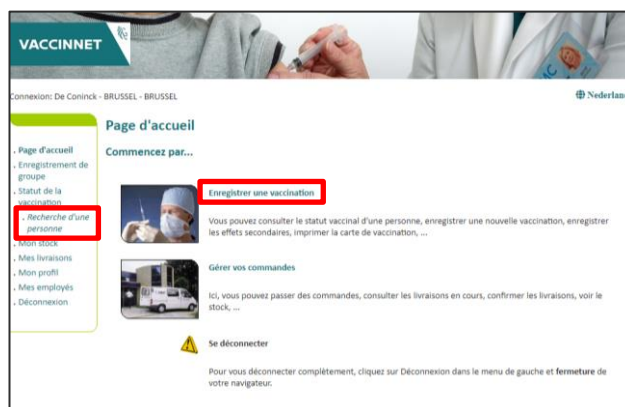 VACCINNET
Connexion: De Coninck - BRUSSEL - BRUSSEL
Nederlan
Page d'accueil
. Page d'accueil
. Enregistrement de
groupe
. Statut de la
vaccination
. Recherche d'une
personne
. Mon stock
. Mes livraisons
. Mon profil
. Mes employés
. Déconnexion
Commencez par...
Enregistrer une vaccination
Vous pouvez consulter le statut vaccinal d'une personne, enregistrer une nouvelle vaccination, enregistrer
les effets secondaires, imprimer la carte de vaccination, ...
Gérer vos commandes
Ici, vous pouvez passer des commandes, consulter les livraisons en cours, confirmer les livraisons, voir le
stock, ...
Se déconnecter
Pour vous déconnecter complètement, cliquez sur Déconnexion dans le menu de gauche et fermeture de
votre navigateur.